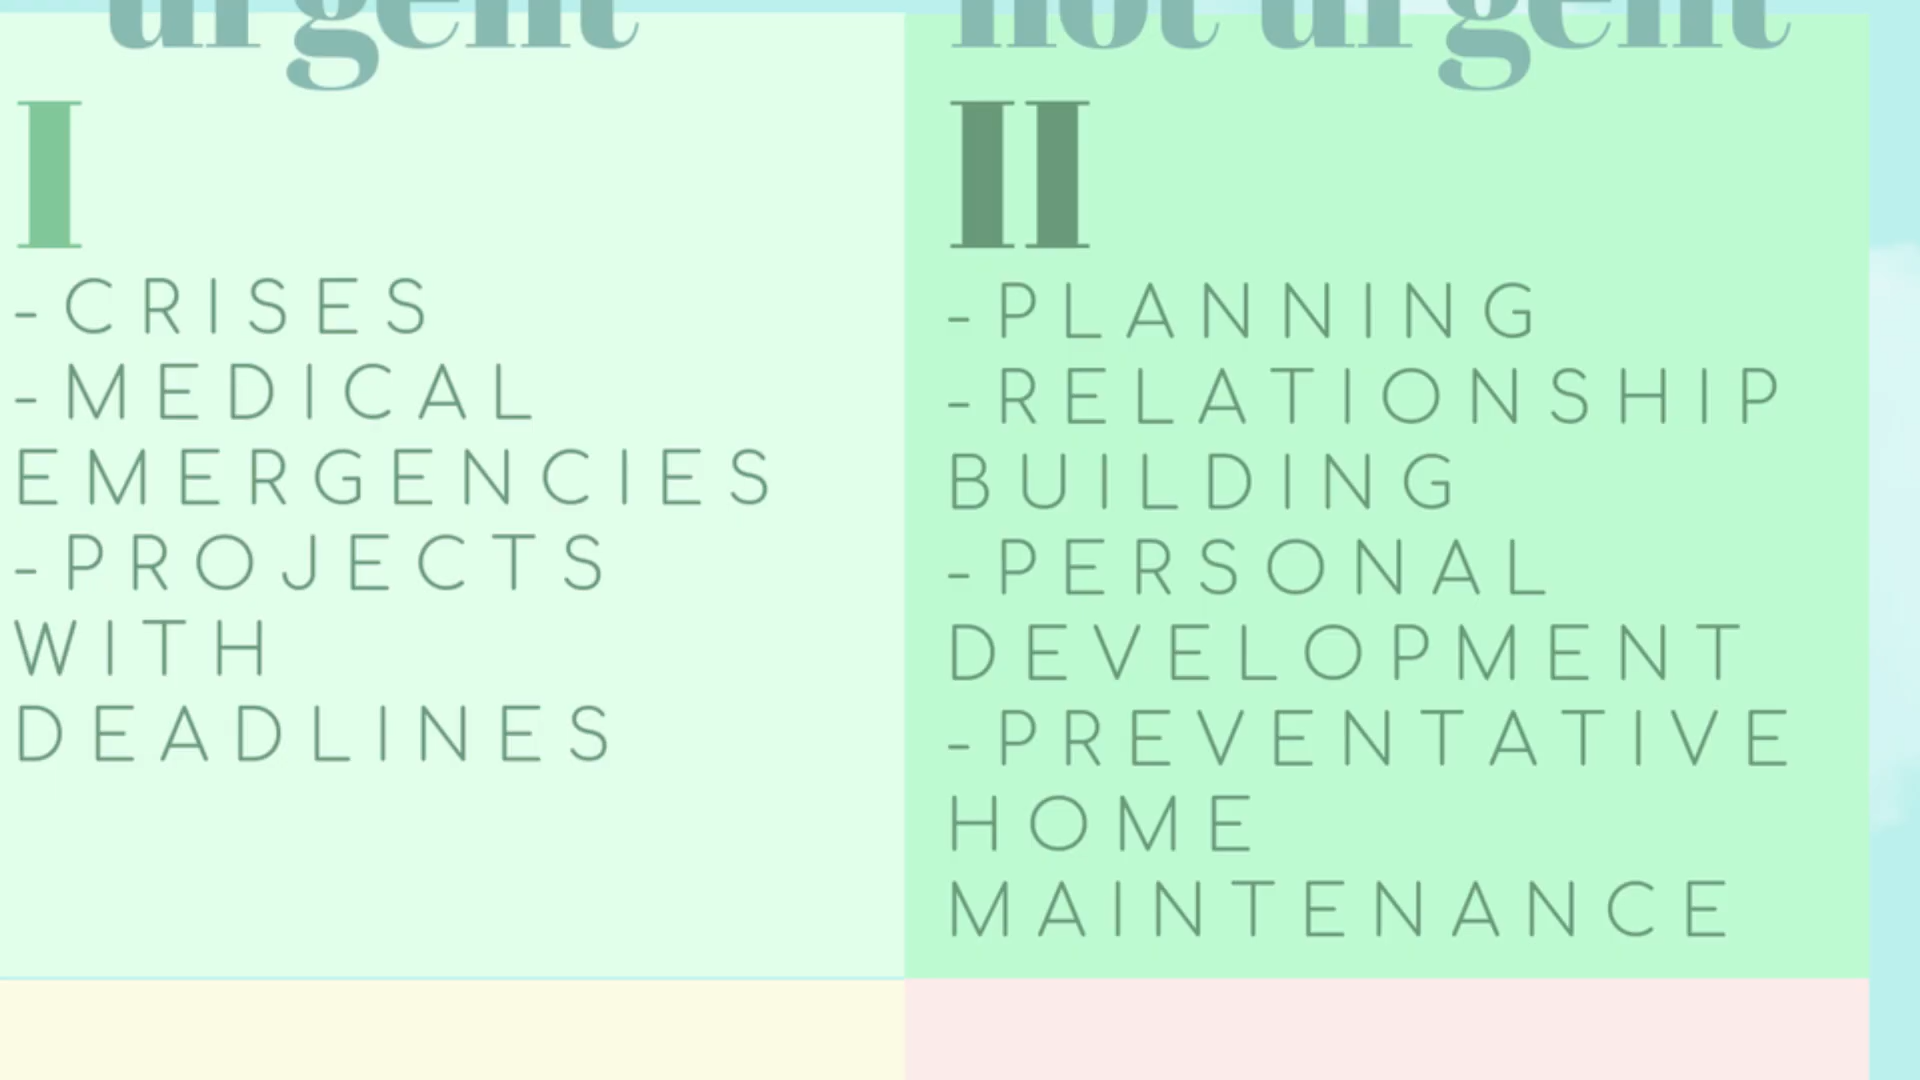 urgent
not urgent
I
-CRISES
-MEDICAL
EMERGENCIES
-PROJECTS
WITH
DEADLINES
II
-PLANNING
-RELATIONSHIP
BUILDING
-PERSONAL
DEVELOPMENT
-PREVENTATIVE
HOME
MAINTENANCE